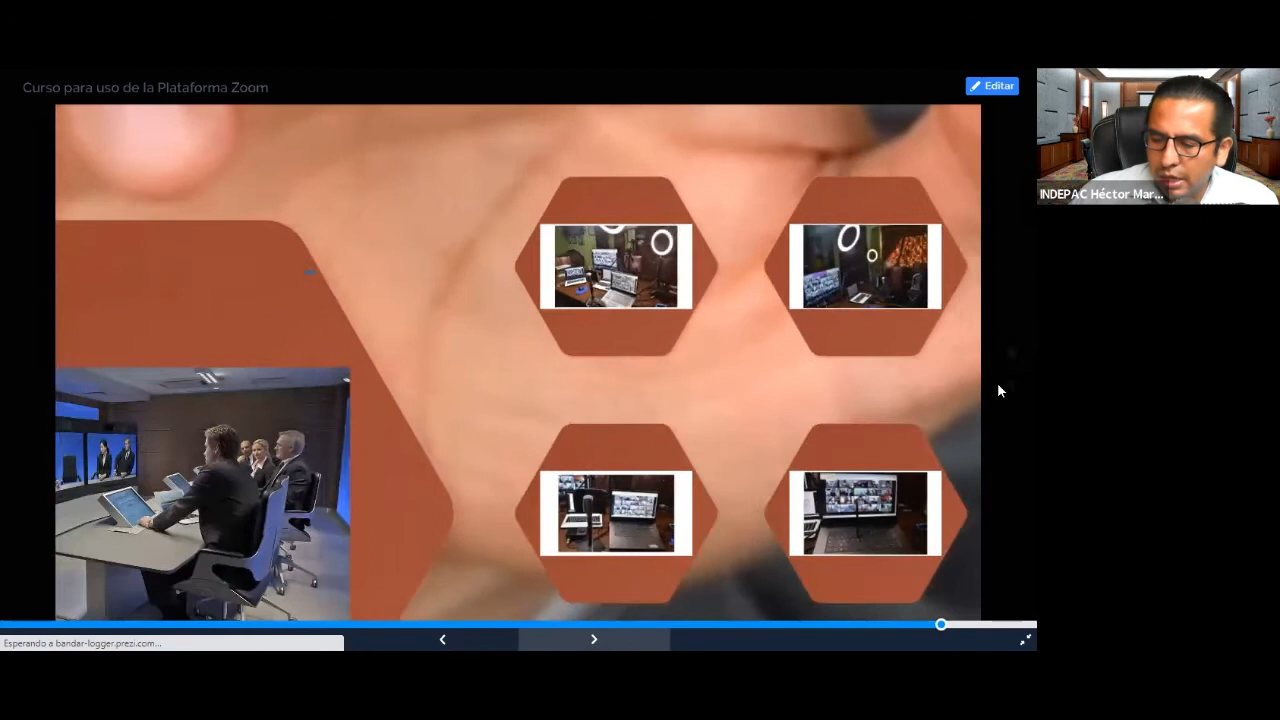 Curso para uso de la Plataforma Zoom
Editar
INDEPAC Héctor Mar...
Esperando a bandar-logger.prezi.com...